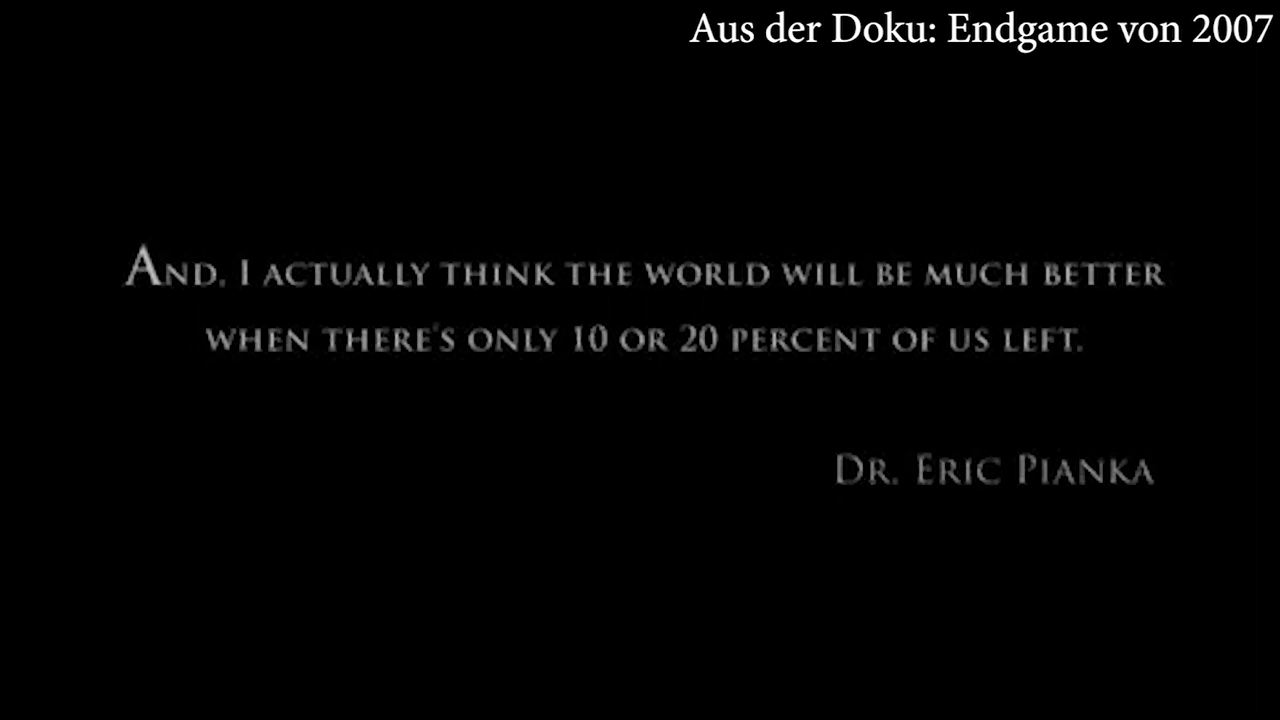 Aus der Doku: Endgame von 2007
And, I actually think the world will be much better
when there's only 10 or 20 percent of us left.
Dr. Eric Pianka